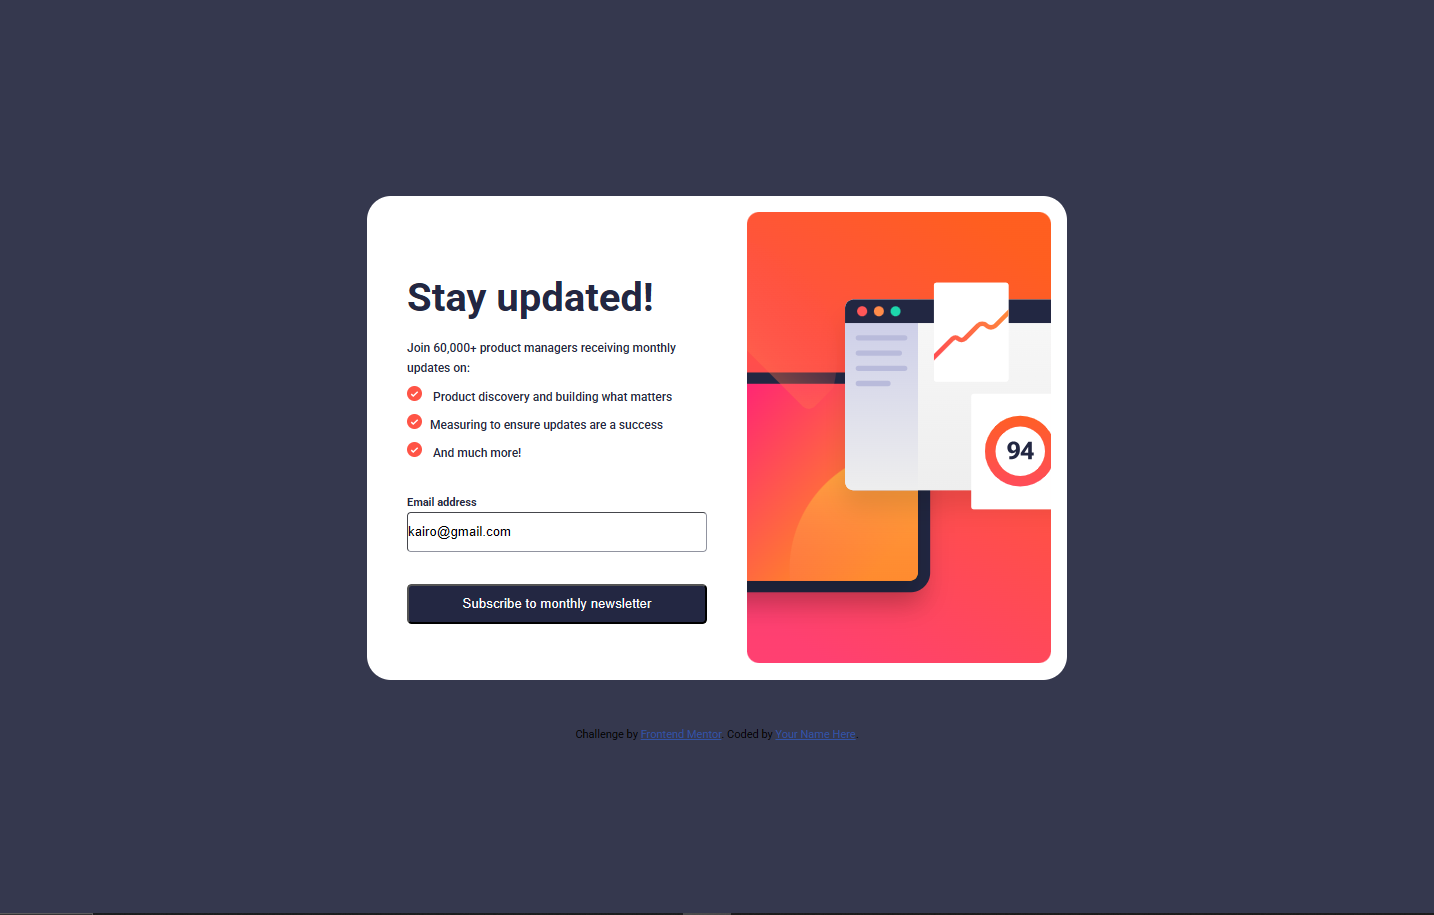 Stay updated!
Join 60,000+ product managers receiving monthly
updates on:
Product discovery and building what matters
Measuring to ensure updates are a success
And much more!
Email address
kairo@gmail.com
Subscribe to monthly newsletter
94
Challenge by Frontend Mentor. Coded by Your Name Here.